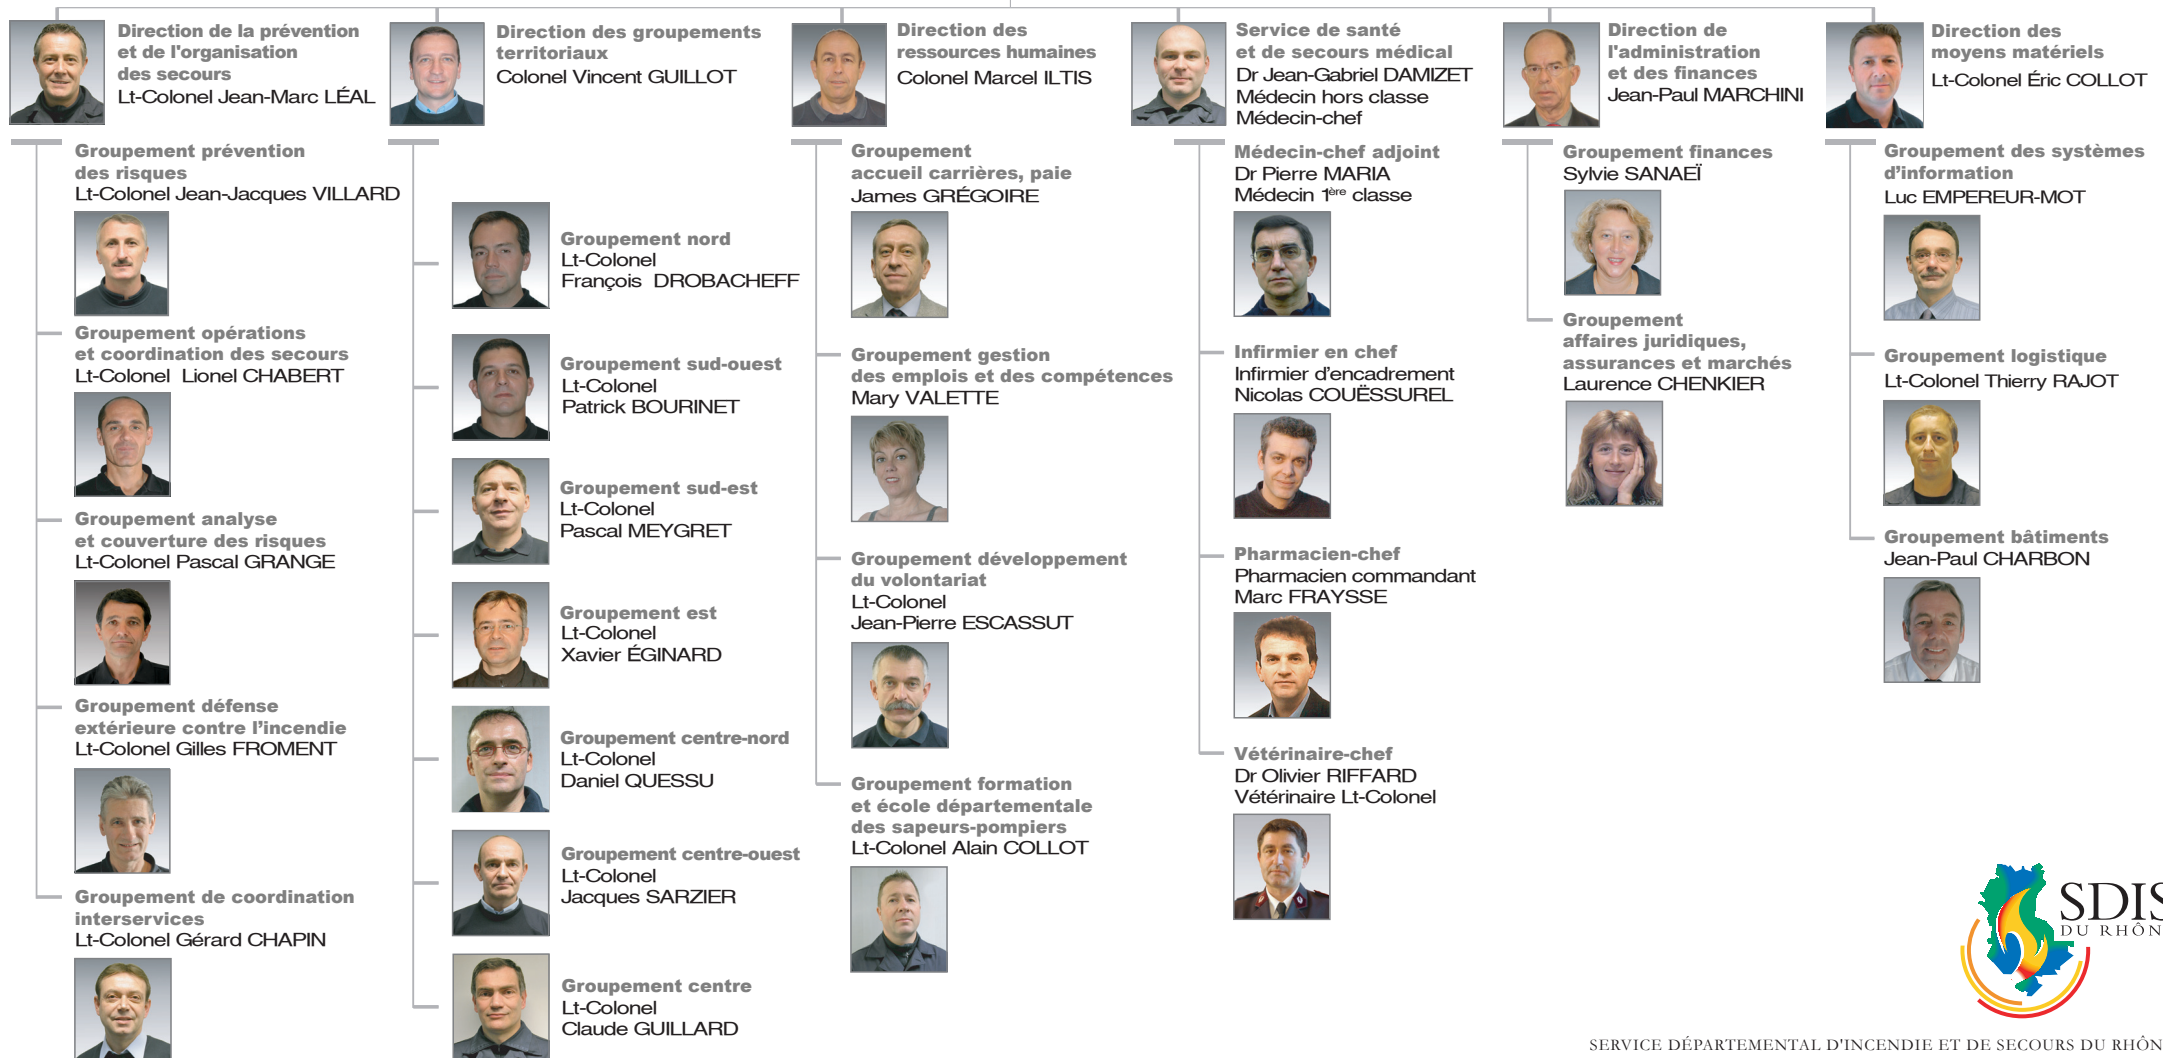 Direction de la prévention
et de l'organisation
des secours
Lt-Colonel Jean-Marc LÉAL
Groupement prévention
des risques
Lt-Colonel Jean-Jacques VILLARD
Groupement opérations
et coordination des secours
Lt-Colonel Lionel CHABERT
Groupement analyse
et couverture des risques
Lt-Colonel Pascal GRANGE
Groupement défense
extérieure contre l'incendie
Lt-Colonel Gilles FROMENT
Groupement de coordination
interservices
Lt-Colonel Gérard CHAPIN
Direction des groupements
territoriaux
Colonel Vincent GUILLOT
Groupement nord
Lt-Colonel
François DROBACHEFF
Groupement sud-ouest
Lt-Colonel
Patrick BOURINET
Groupement sud-est
Lt-Colonel
Pascal MEYGRET
Groupement est
Lt-Colonel
Xavier ÉGINARD
Groupement centre-nord
Lt-Colonel
Daniel QUESSU
Groupement centre-ouest
Lt-Colonel
Jacques SARZIER
Groupement centre
Lt-Colonel
Claude GUILLARD
Direction des
ressources humaines
Colonel Marcel ILTIS
Groupement
accueil carrières, paie
James GRÉGOIRE
Groupement gestion
des emplois et des compétences
Mary VALETTE
Groupement développement
du volontariat
Lt-Colonel
Jean-Pierre ESCASSUT
Groupement formation
et école départementale
des sapeurs-pompiers
Lt-Colonel Alain COLLOT
Service de santé
et de secours médical
Dr Jean-Gabriel DAMIZET
Médecin hors classe
Médecin-chef
Médecin-chef adjoint
Dr Pierre MARIA
Médecin 1ère classe
Infirmier en chef
Infirmier d'encadrement
Nicolas COUËSSUREL
Pharmacien-chef
Pharmacien commandant
Marc FRAYSSE
Vétérinaire-chef
Dr Olivier RIFFARD
Vétérinaire Lt-Colonel
Direction de
l'administration
et des finances
Jean-Paul MARCHINI
Groupement finances
Sylvie SANAEÏ
Groupement
affaires juridiques,
assurances et marchés
Laurence CHENKIER
Direction des
moyens matériels
Lt-Colonel Éric COLLOT
Groupement des systèmes
d'information
Luc EMPEREUR-MOT
Groupement logistique
Lt-Colonel Thierry RAJOT
Groupement bâtiments
Jean-Paul CHARBON
SDIS
DU RHÔN
SERVICE DÉPARTEMENTAL D'INCENDIE ET DE SECOURS DU RHÔN